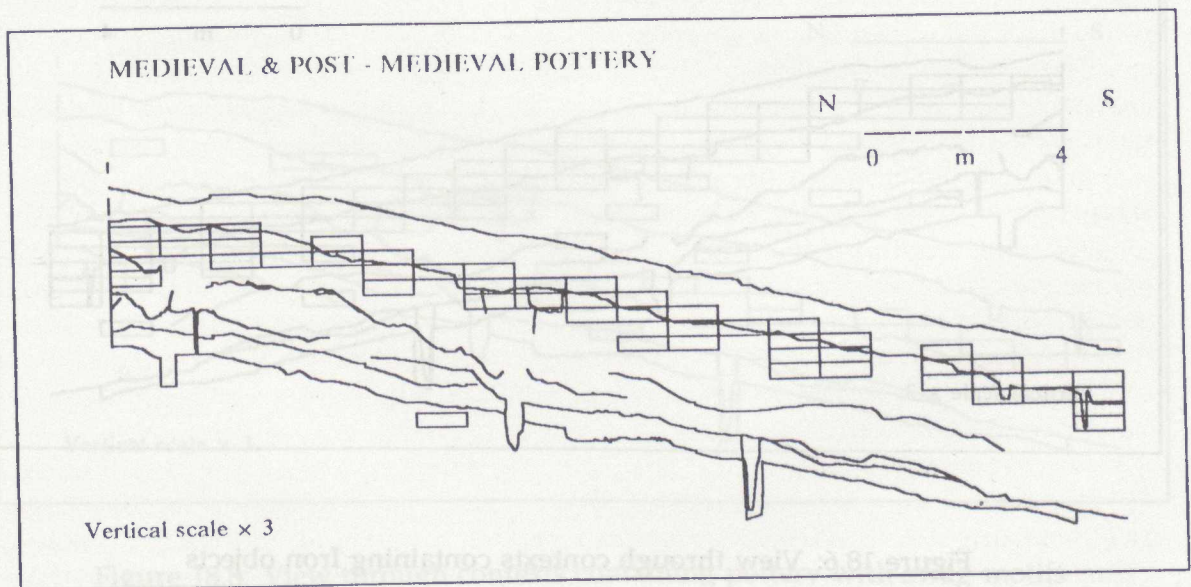 MEDIEVAL & POST - MEDIEVAL POTTERY
N S
0 m 4
Vertical scale × 3
Figure 18.6: View through contexts containing Iron objects